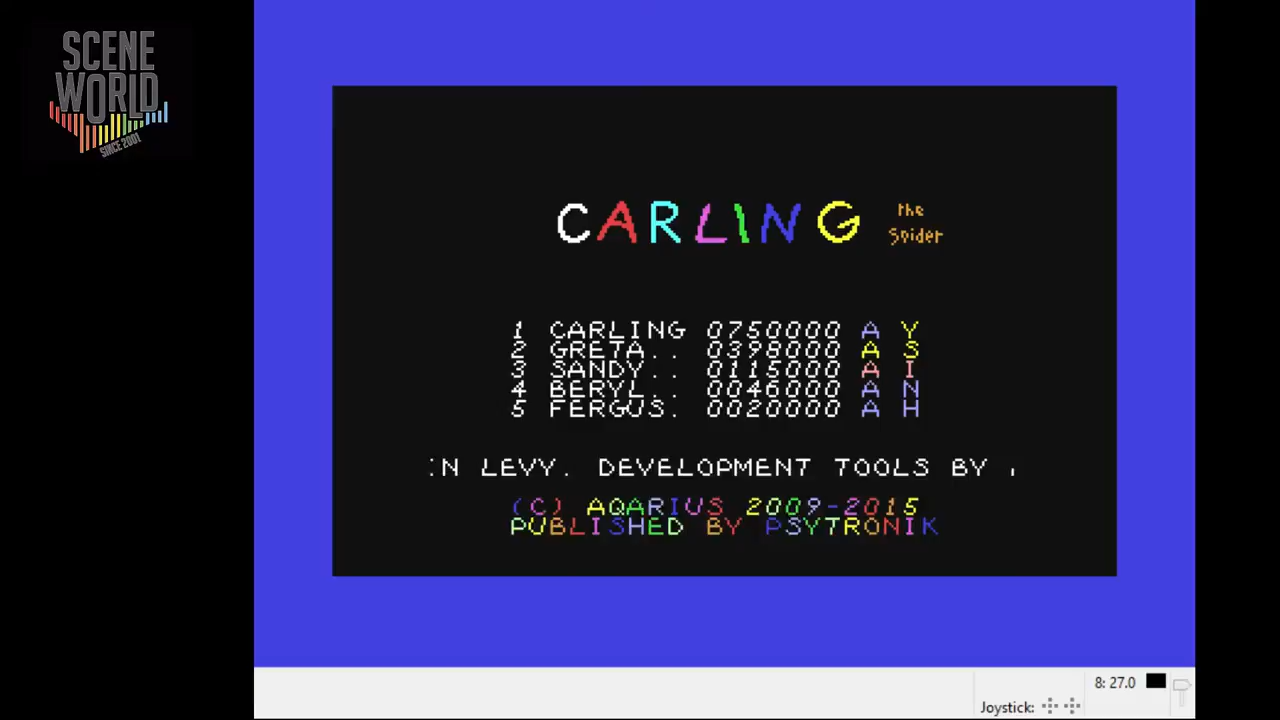 SCENE
WORLD
SINCE 2001
CARLING the
Spider
1 CARLING 0750000 A Y
2 GRETA.. 0398000 A S
3 SANDY.. 0115000 A I
4 BERYL.. 0046000 A N
5 FERGUS. 0020000 A H
N LEVY. DEVELOPMENT TOOLS BY
(C) AQARIUS 2009-2015
PUBLISHED BY PSYTRONIK
8: 27.0
Joystick: